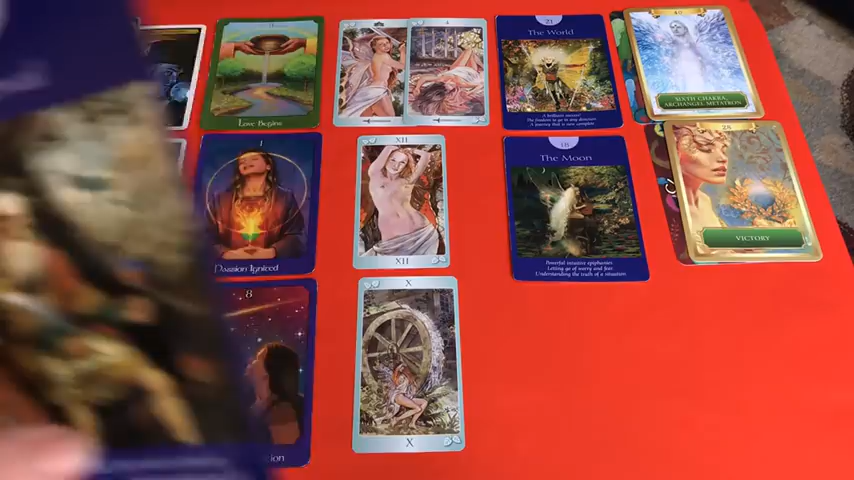 Love Begins
21
The World
A brilliant success!
The freedom to go in any direction
A journey that is now complete
SIXTH CHAKRA,
ARCHANGEL METATRON
1
Passion Ignited
XII
XII
18
The Moon
Powerful intuitive epiphanies
Letting go of worry and fear
Understanding the truth of a situation
28
VICTORY
8
X
X